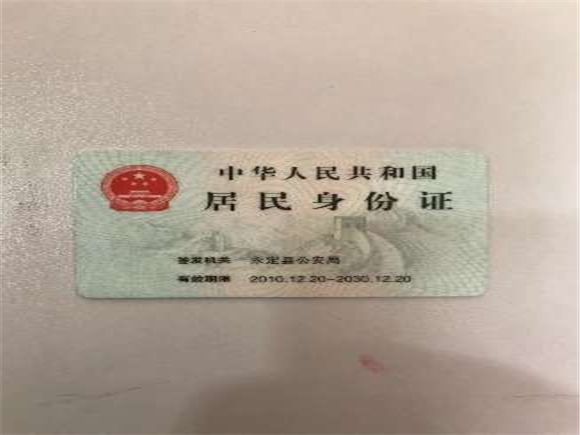 中华人民共和国
居民身份证
签发机关 永定县公安局
有效期限 2010.12.20-2030.12.20